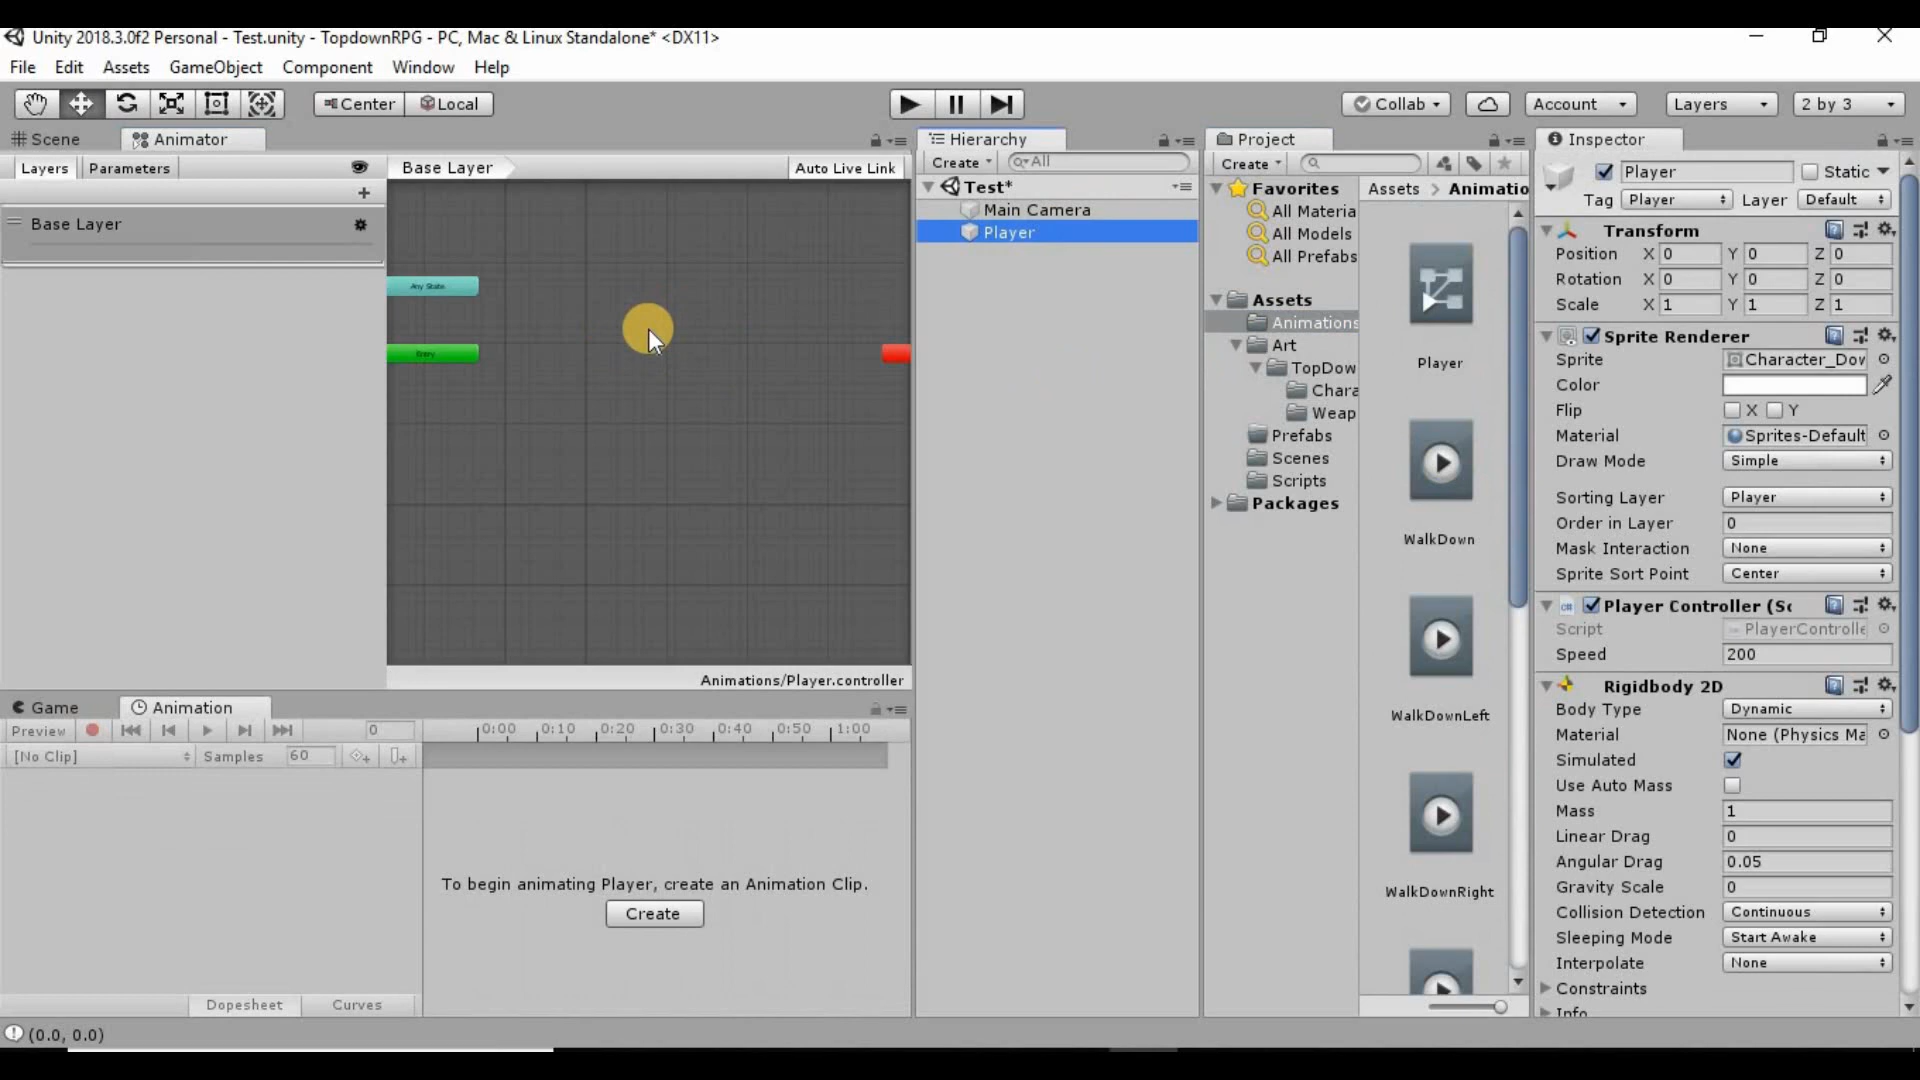 Unity 2018.3.0f2 Personal - Test.unity - TopdownRPG - PC, Mac & Linux Standalone* <DX11>
File Edit Assets GameObject Component Window Help
Center Local Collab Account Layers 2 by 3
Scene Animator
Layers Parameters Base Layer Auto Live Link
Base Layer
Any State
Entry
Animations/Player.controller
Game Animation
Preview 0 0:00 0:10 0:20 0:30 0:40 0:50 1:00
[No Clip] Samples 60
To begin animating Player, create an Animation Clip.
Create
Dopesheet Curves
(0.0, 0.0)
Hierarchy
Create All
Test*
Main Camera
Player
Project
Create
Favorites
All Materia
All Models
All Prefabs
Assets
Animations
Art
TopDow
Chara
Weap
Prefabs
Scenes
Scripts
Packages
Assets > Animatio
Player
WalkDown
WalkDownLeft
WalkDownRight
Inspector
Player Static
Tag Player Layer Default
Transform
Position X 0 Y 0 Z 0
Rotation X 0 Y 0 Z 0
Scale X 1 Y 1 Z 1
Sprite Renderer
Sprite Character_Dov
Color
Flip X Y
Material Sprites-Default
Draw Mode Simple
Sorting Layer Player
Order in Layer 0
Mask Interaction None
Sprite Sort Point Center
Player Controller (Sc
Script PlayerControlle
Speed 200
Rigidbody 2D
Body Type Dynamic
Material None (Physics Ma
Simulated
Use Auto Mass
Mass 1
Linear Drag 0
Angular Drag 0.05
Gravity Scale 0
Collision Detection Continuous
Sleeping Mode Start Awake
Interpolate None
Constraints
Info